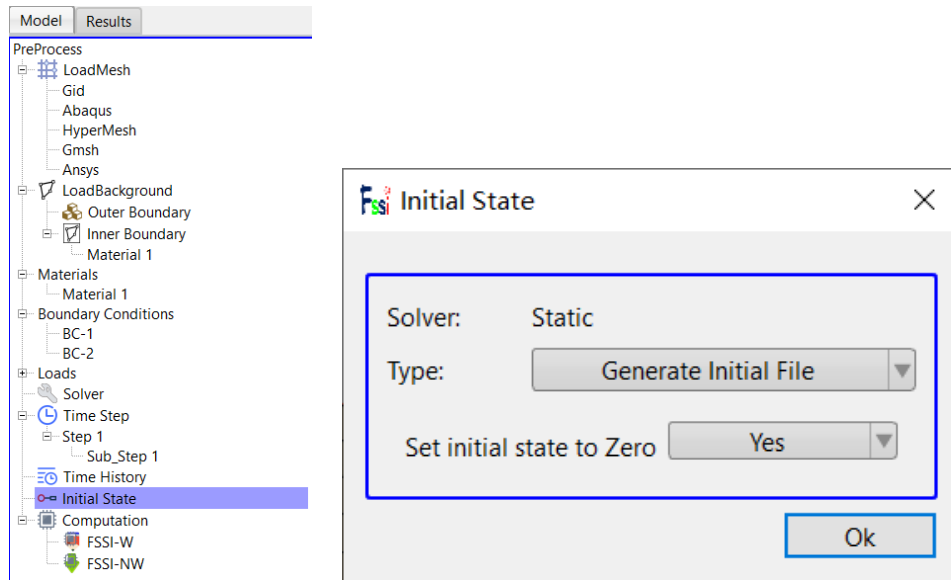 Model Results
PreProcess
LoadMesh
Gid
Abaqus
HyperMesh
Gmsh
Ansys
LoadBackground
Outer Boundary
Inner Boundary
Material 1
Materials
Material 1
Boundary Conditions
BC-1
BC-2
Loads
Solver
Time Step
Step 1
Sub_Step 1
Time History
Initial State
Computation
FSSI-W
FSSI-NW
Fssi Initial State
Solver: Static
Type: Generate Initial File
Set initial state to Zero Yes
Ok